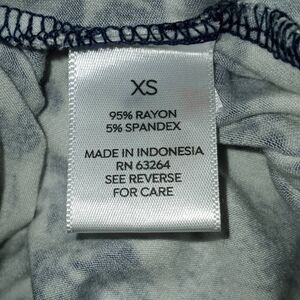 XS
95% RAYON
5% SPANDEX
MADE IN INDONESIA
RN 63264
SEE REVERSE
FOR CARE